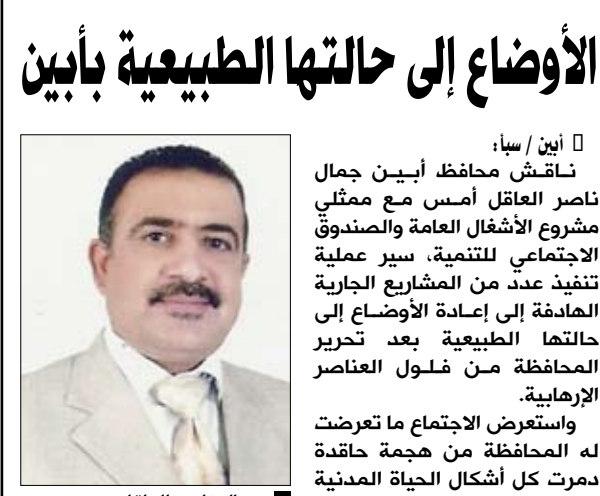 الأوضاع إلى حالتها الطبيعية بأبين
أبين / سبأ:
ناقش محافظ أبين جمال
ناصر العاقل أمس مع ممثلي
مشروع الأشغال العامة والصندوق
الاجتماعي للتنمية، سير عملية
تنفيذ عدد من المشاريع الجارية
الهادفة إلى إعادة الأوضاع إلى
حالتها الطبيعية بعد تحرير
المحافظة من فلول العناصر
الإرهابية.
واستعرض الاجتماع ما تعرضت
له المحافظة من هجمة حاقدة
دمرت كل أشكال الحياة المدنية